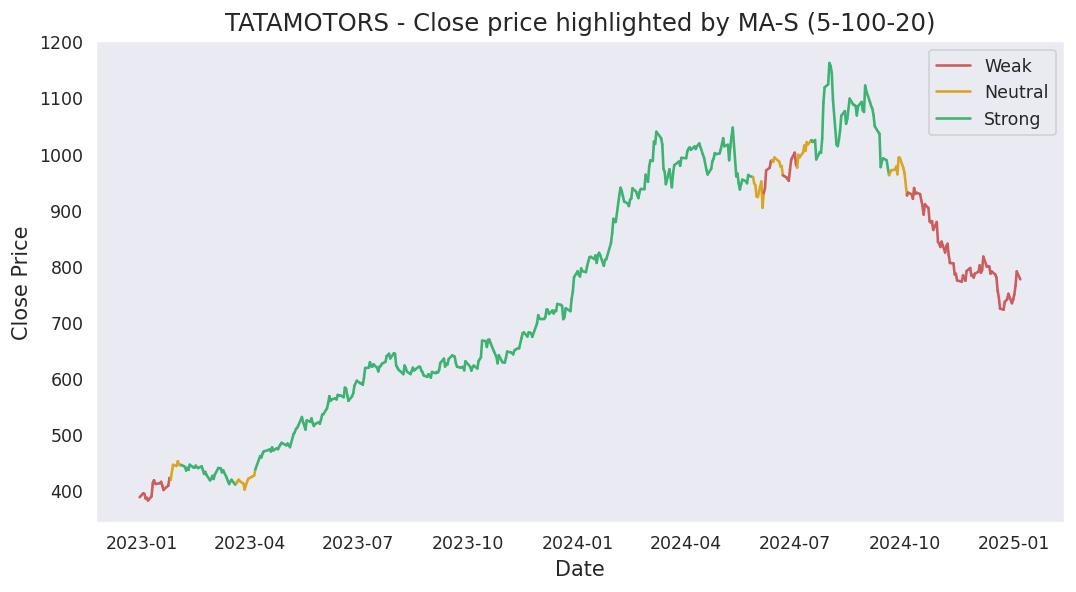 TATAMOTORS - Close price highlighted by MA-S (5-100-20)
Weak
Neutral
Strong
Close Price
1200
1100
1000
900
800
700
600
500
400
2023-01 2023-04 2023-07 2023-10 2024-01 2024-04 2024-07 2024-10 2025-01
Date